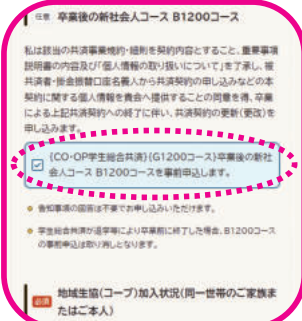 任意 卒業後の新社会人コース B1200コース
私は該当の共済事業規約・細則を契約内容とすること、重要事項
説明書の内容及び「個人情報の取り扱いについて」を了承し、被
共済者・掛金振替口座名義人から共済契約の申し込みなどの本
契約に関する個人情報を貴会へ提供することの同意を得、卒業
による上記共済契約への終了に伴い、共済契約の更新(更改)を
申し込みます。
《CO・OP学生総合共済》(G1200コース)卒業後の新社
会人コース B1200コースを事前申込します。
告知事項の回答は不要でお申し込みいただけます。
学生総合共済が退学等により卒業前に終了した場合、B1200コース
の事前申込は取り消しとなります。
必須 地域生協(コープ)加入状況(同一世帯のご家族ま
たはご本人)